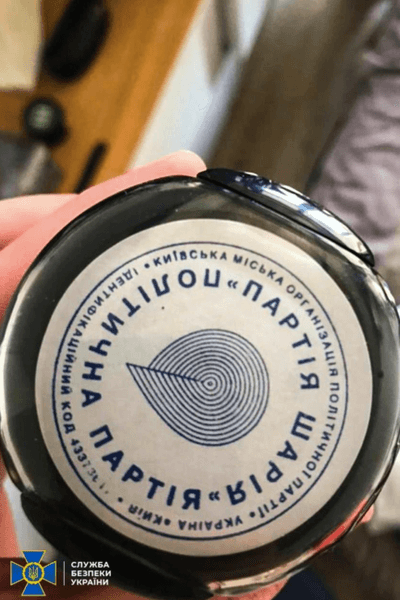 • КИЇВСЬКА МІСЬКА ОРГАНІЗАЦІЯ ПОЛІТИЧНОЇ ПАРТІЇ • УКРАЇНА • КИЇВ • ІДЕНТИФІКАЦІЙНИЙ КОД
ПОЛІТИЧНА ПАРТІЯ «ПАРТІЯ ШАРІЯ»
СЛУЖБА
БЕЗПЕКИ
УКРАЇНИ